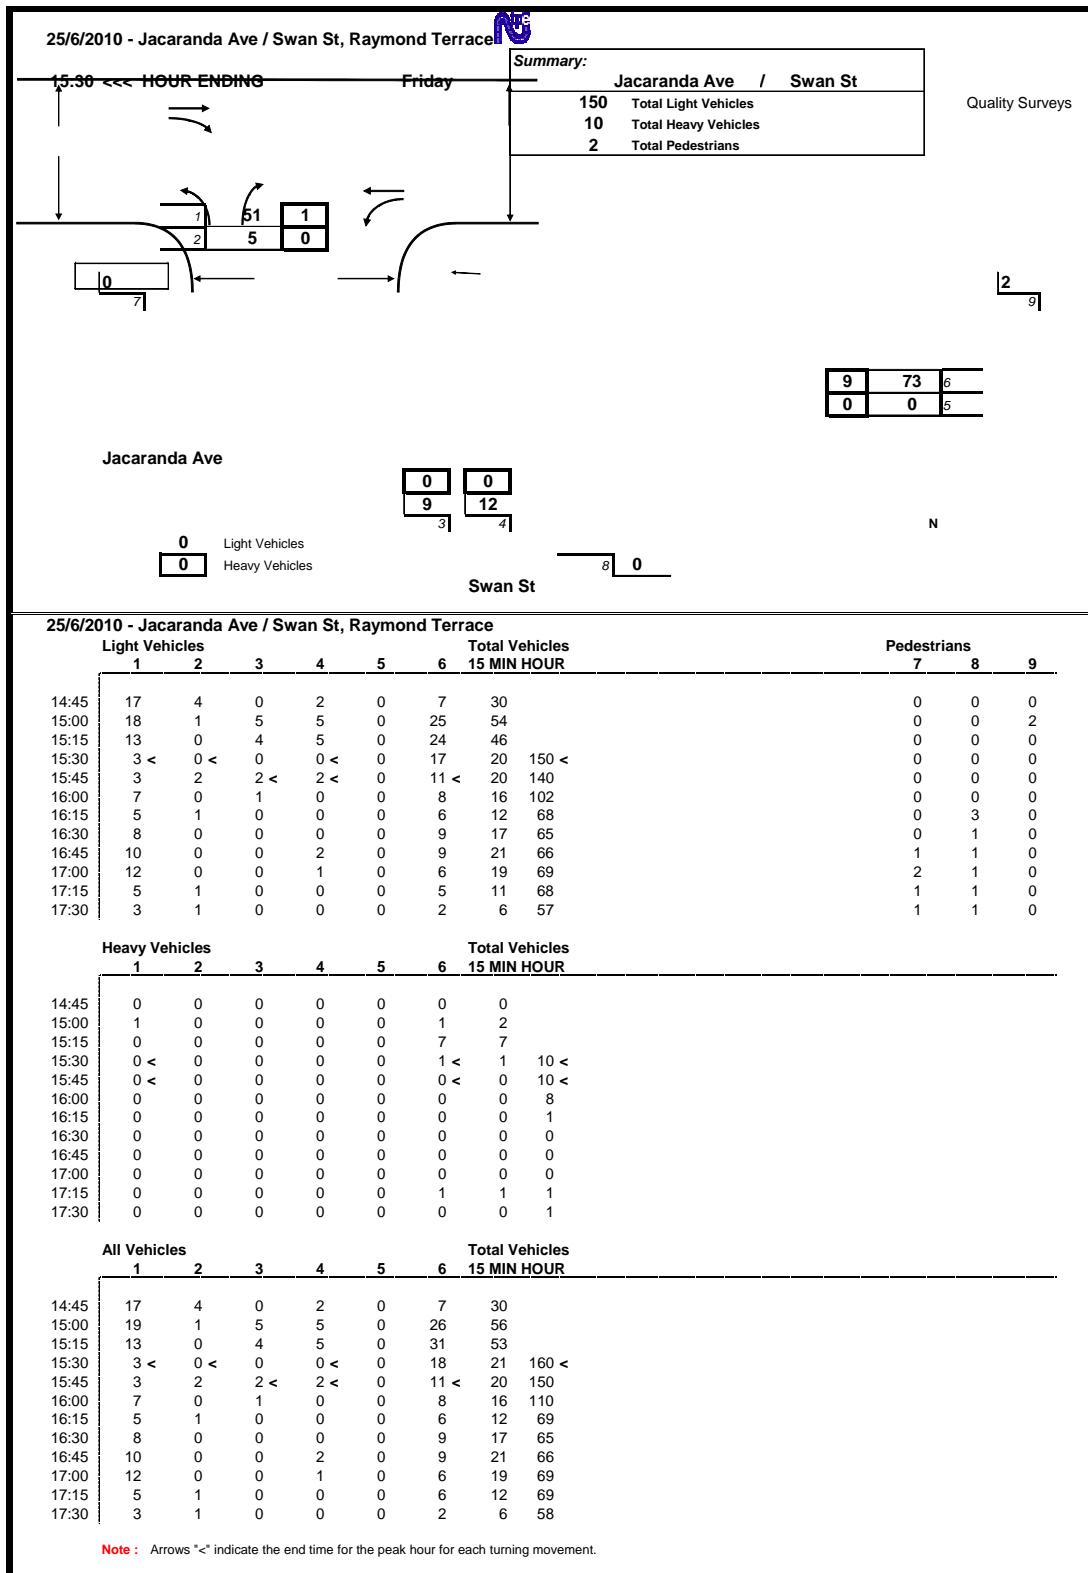 25/6/2010 - Jacaranda Ave / Swan St, Raymond Terrace
Summary:
15.30 <<< HOUR ENDING Friday Jacaranda Ave / Swan St
150 Total Light Vehicles Quality Surveys
10 Total Heavy Vehicles
2 Total Pedestrians
1 51 1
2 5 0
0 2
7 9
9 73 6
0 0 5
Jacaranda Ave
0 0
9 12
3 4 N
0 Light Vehicles
0 Heavy Vehicles 8 0
Swan St
25/6/2010 - Jacaranda Ave / Swan St, Raymond Terrace
Light Vehicles Total Vehicles Pedestrians
1 2 3 4 5 6 15 MIN HOUR 7 8 9
14:45 17 4 0 2 0 7 30 0 0 0
15:00 18 1 5 5 0 25 54 0 0 2
15:15 13 0 4 5 0 24 46 0 0 0
15:30 3 < 0 < 0 0 < 0 17 20 150 < 0 0 0
15:45 3 2 2 < 2 < 0 11 < 20 140 0 0 0
16:00 7 0 1 0 0 8 16 102 0 0 0
16:15 5 1 0 0 0 6 12 68 0 3 0
16:30 8 0 0 0 0 9 17 65 0 1 0
16:45 10 0 0 2 0 9 21 66 1 1 0
17:00 12 0 0 1 0 6 19 69 2 1 0
17:15 5 1 0 0 0 5 11 68 1 1 0
17:30 3 1 0 0 0 2 6 57 1 1 0
Heavy Vehicles Total Vehicles
1 2 3 4 5 6 15 MIN HOUR
14:45 0 0 0 0 0 0 0
15:00 1 0 0 0 0 1 2
15:15 0 0 0 0 0 7 7
15:30 0 < 0 0 0 0 1 < 1 10 <
15:45 0 < 0 0 0 0 0 < 0 10 <
16:00 0 0 0 0 0 0 0 8
16:15 0 0 0 0 0 0 0 1
16:30 0 0 0 0 0 0 0 0
16:45 0 0 0 0 0 0 0 0
17:00 0 0 0 0 0 0 0 0
17:15 0 0 0 0 0 1 1 1
17:30 0 0 0 0 0 0 0 1
All Vehicles Total Vehicles
1 2 3 4 5 6 15 MIN HOUR
14:45 17 4 0 2 0 7 30
15:00 19 1 5 5 0 26 56
15:15 13 0 4 5 0 31 53
15:30 3 < 0 < 0 0 < 0 18 21 160 <
15:45 3 2 2 < 2 < 0 11 < 20 150
16:00 7 0 1 0 0 8 16 110
16:15 5 1 0 0 0 6 12 69
16:30 8 0 0 0 0 9 17 65
16:45 10 0 0 2 0 9 21 66
17:00 12 0 0 1 0 6 19 69
17:15 5 1 0 0 0 6 12 69
17:30 3 1 0 0 0 2 6 58
Note : Arrows "<" indicate the end time for the peak hour for each turning movement.